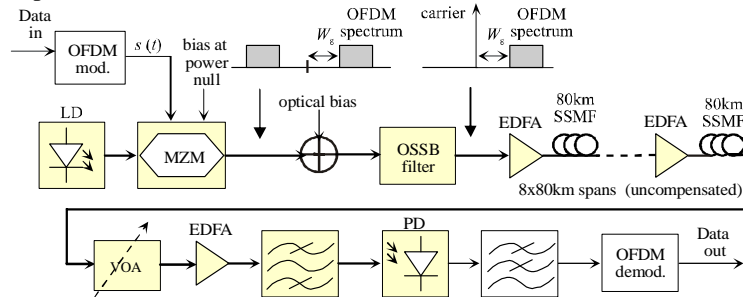 Data
in
OFDM
mod.
s (t)
bias at
power
null
W_g
OFDM
spectrum
carrier
W_g
OFDM
spectrum
LD
MZM
optical bias
OSSB
filter
EDFA
80km
SSMF
EDFA
80km
SSMF
8x80km spans (uncompensated)
VOA
EDFA
PD
OFDM
demod.
Data
out